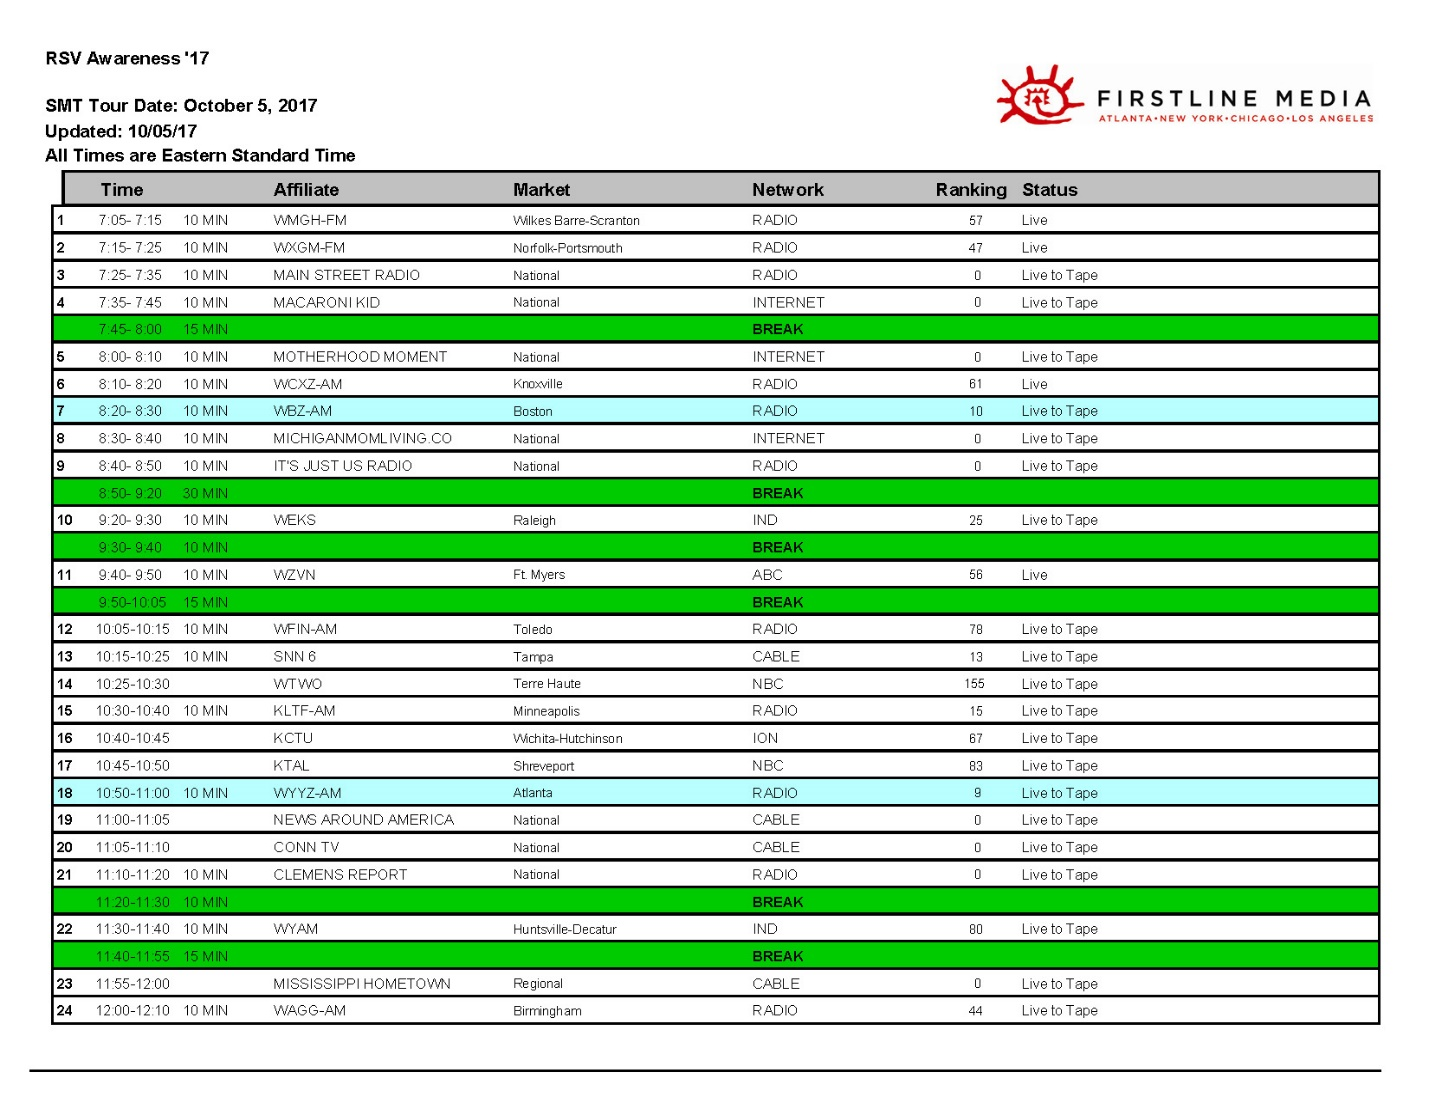 RSV Awareness '17
SMT Tour Date: October 5, 2017
Updated: 10/05/17
All Times are Eastern Standard Time
FIRSTLINE MEDIA
ATLANTA•NEW YORK•CHICAGO•LOS ANGELES
Time Affiliate Market Network Ranking Status
1 7:05- 7:15 10 MIN WMGH-FM Wilkes Barre-Scranton RADIO 57 Live
2 7:15- 7:25 10 MIN WXGM-FM Norfolk-Portsmouth RADIO 47 Live
3 7:25- 7:35 10 MIN MAIN STREET RADIO National RADIO 0 Live to Tape
4 7:35- 7:45 10 MIN MACARONI KID National INTERNET 0 Live to Tape
7:45- 8:00 15 MIN BREAK
5 8:00- 8:10 10 MIN MOTHERHOOD MOMENT National INTERNET 0 Live to Tape
6 8:10- 8:20 10 MIN WCXZ-AM Knoxville RADIO 61 Live
7 8:20- 8:30 10 MIN WBZ-AM Boston RADIO 10 Live to Tape
8 8:30- 8:40 10 MIN MICHIGANMOMLIVING.CO National INTERNET 0 Live to Tape
9 8:40- 8:50 10 MIN IT'S JUST US RADIO National RADIO 0 Live to Tape
8:50- 9:20 30 MIN BREAK
10 9:20- 9:30 10 MIN WEKS Raleigh IND 25 Live to Tape
9:30- 9:40 10 MIN BREAK
11 9:40- 9:50 10 MIN WZVN Ft. Myers ABC 56 Live
9:50-10:05 15 MIN BREAK
12 10:05-10:15 10 MIN WFIN-AM Toledo RADIO 78 Live to Tape
13 10:15-10:25 10 MIN SNN 6 Tampa CABLE 13 Live to Tape
14 10:25-10:30 WTWO Terre Haute NBC 155 Live to Tape
15 10:30-10:40 10 MIN KLTF-AM Minneapolis RADIO 15 Live to Tape
16 10:40-10:45 KCTU Wichita-Hutchinson ION 67 Live to Tape
17 10:45-10:50 KTAL Shreveport NBC 83 Live to Tape
18 10:50-11:00 10 MIN WYYZ-AM Atlanta RADIO 9 Live to Tape
19 11:00-11:05 NEWS AROUND AMERICA National CABLE 0 Live to Tape
20 11:05-11:10 CONN TV National CABLE 0 Live to Tape
21 11:10-11:20 10 MIN CLEMENS REPORT National RADIO 0 Live to Tape
11:20-11:30 10 MIN BREAK
22 11:30-11:40 10 MIN WYAM Huntsville-Decatur IND 80 Live to Tape
11:40-11:55 15 MIN BREAK
23 11:55-12:00 MISSISSIPPI HOMETOWN Regional CABLE 0 Live to Tape
24 12:00-12:10 10 MIN WAGG-AM Birmingham RADIO 44 Live to Tape